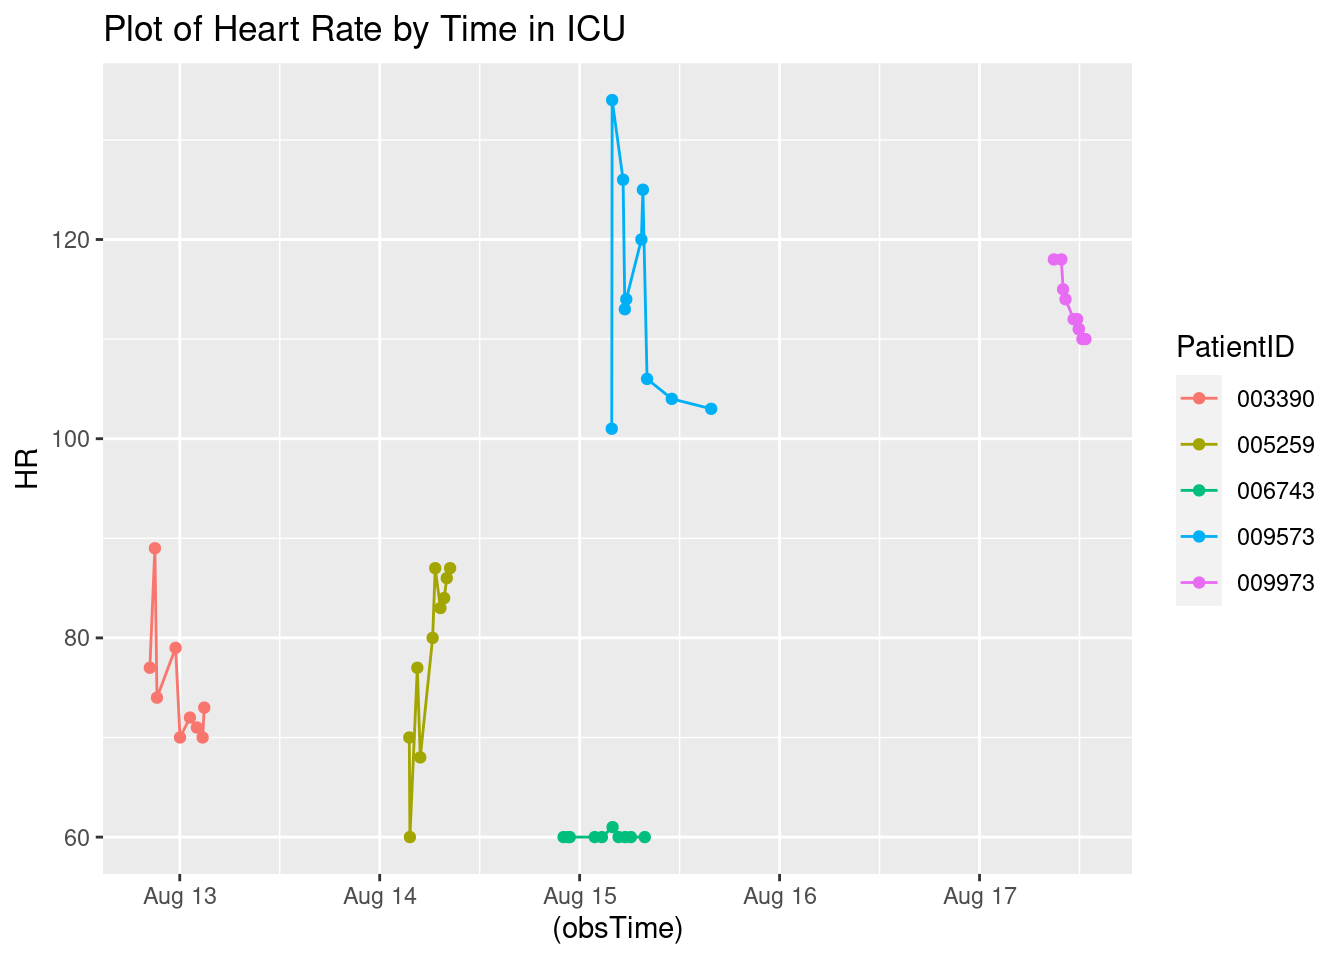 Plot of Heart Rate by Time in ICU
120
100
80
60
HR
Aug 13 Aug 14 Aug 15 Aug 16 Aug 17
(obsTime)
PatientID
003390
005259
006743
009573
009973